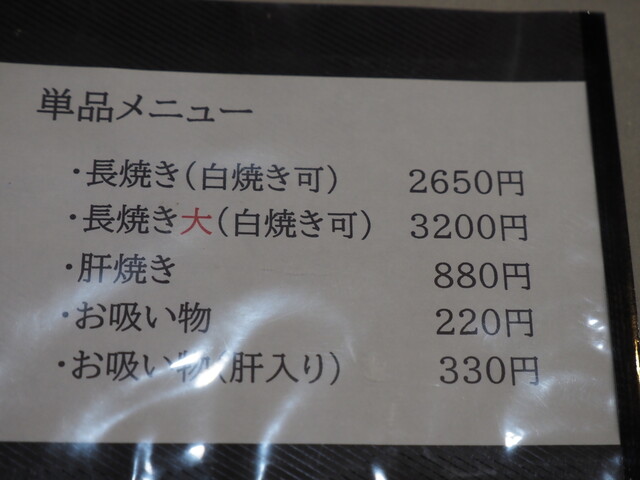 単品メニュー
・長焼き(白焼き可) 2650円
・長焼き大(白焼き可) 3200円
・肝焼き 880円
・お吸い物 220円
・お吸い物(肝入り) 330円